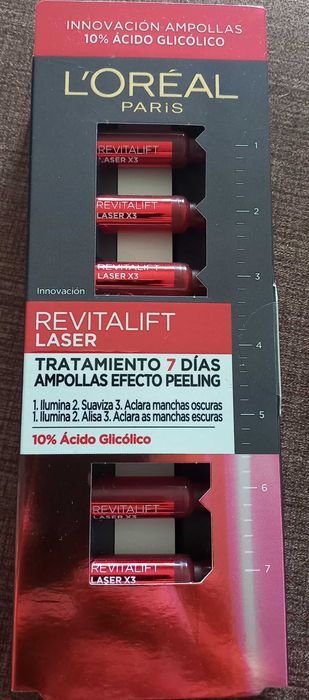 INNOVACIÓN AMPOLLAS
10% ÁCIDO GLICÓLICO
L'ORÉAL
PARIS
REVITALIFT
LASER X3
1
REVITALIFT
LASER X3
2
REVITALIFT
LASER X3
3
Innovación
REVITALIFT
LASER
4
TRATAMIENTO 7 DÍAS
AMPOLLAS EFECTO PEELING
1. Ilumina 2. Suaviza 3. Aclara manchas oscuras
1. Ilumina 2. Alisa 3. Aclara as manchas escuras
5
10% Ácido Glicólico
6
REVITALIFT
LASER X3
REVITALIFT
LASER X3
7